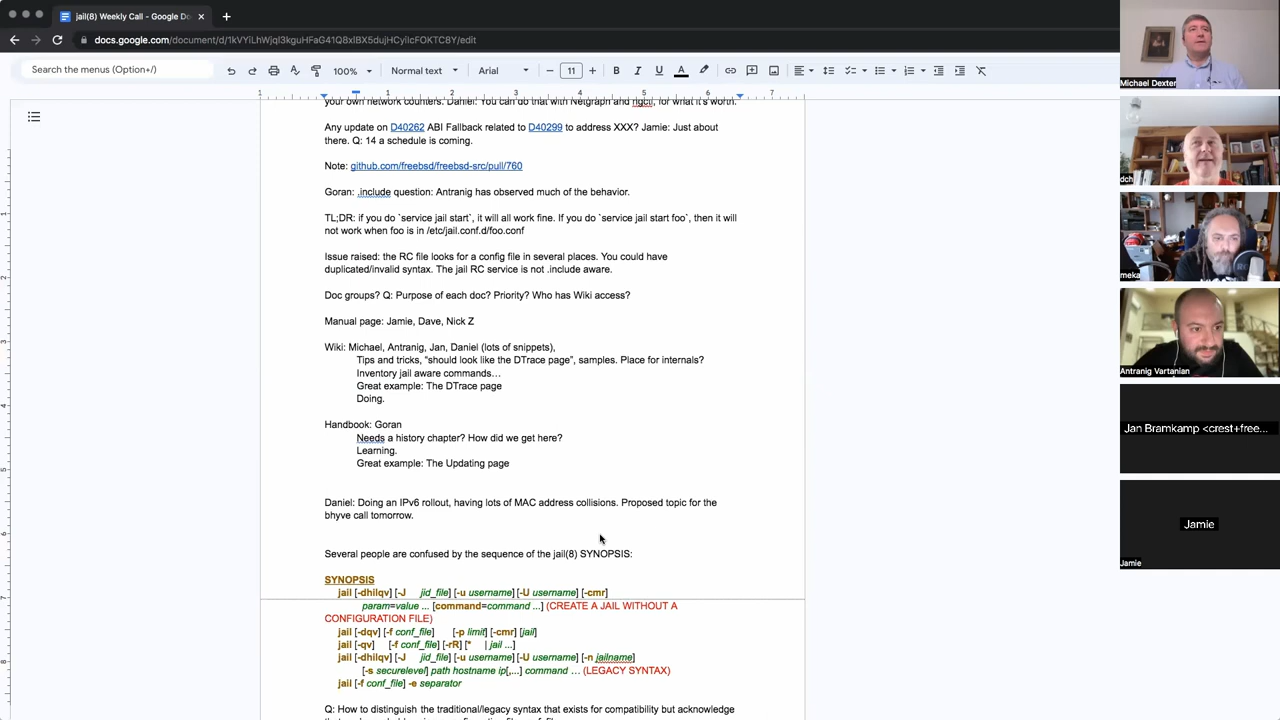 jail(8) Weekly Call - Google Do
docs.google.com/document/d/1kVYiLhWjql3kguHFaG41Q8xIBX5dujHCyilcFOKTC8Y/edit
Search the menus (Option+/)
100%
Normal text
Arial
11
1 1 2 3 4 5 6 7
your own network counters. Daniel: You can do that with Netgraph and ngctl, for what it's worth.
Any update on D40262 ABI Fallback related to D40299 to address XXX? Jamie: Just about
there. Q: 14 a schedule is coming.
Note: github.com/freebsd/freebsd-src/pull/760
Goran: .include question: Antranig has observed much of the behavior.
TL;DR: if you do `service jail start`, it will all work fine. If you do `service jail start foo`, then it will
not work when foo is in /etc/jail.conf.d/foo.conf
Issue raised: the RC file looks for a config file in several places. You could have
duplicated/invalid syntax. The jail RC service is not .include aware.
Doc groups? Q: Purpose of each doc? Priority? Who has Wiki access?
Manual page: Jamie, Dave, Nick Z
Wiki: Michael, Antranig, Jan, Daniel (lots of snippets),
Tips and tricks, “should look like the DTrace page”, samples. Place for internals?
Inventory jail aware commands…
Great example: The DTrace page
Doing.
Handbook: Goran
Needs a history chapter? How did we get here?
Learning.
Great example: The Updating page
Daniel: Doing an IPv6 rollout, having lots of MAC address collisions. Proposed topic for the
bhyve call tomorrow.
Several people are confused by the sequence of the jail(8) SYNOPSIS:
SYNOPSIS
jail [-dhilqv] [-J jid_file] [-u username] [-U username] [-cmr]
param=value ... [command=command ...] (CREATE A JAIL WITHOUT A
CONFIGURATION FILE)
jail [-dqv] [-f conf_file] [-p limit] [-cmr] [jail]
jail [-qv] [-f conf_file] [-rR] [* | jail ...]
jail [-dhilqv] [-J jid_file] [-u username] [-U username] [-n jailname]
[-s securelevel] path hostname ip[,...] command … (LEGACY SYNTAX)
jail [-f conf_file] -e separator
Q: How to distinguish the traditional/legacy syntax that exists for compatibility but acknowledge
Michael Dexter
dch
meka
Antranig Vartanian
Jan Bramkamp <crest+free...
Jamie
Jamie